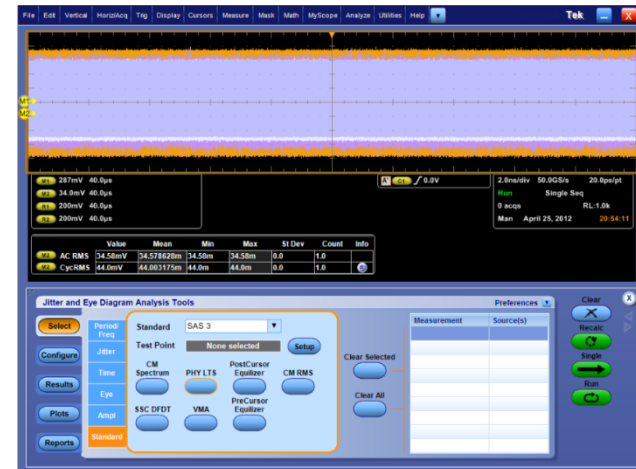 File Edit Vertical Horiz/Acq Trig Display Cursors Measure Mask Math MyScope Analyze Utilities Help Tek X
M1
M2
M1 287mV 40.0µs A' C1 0.0V 2.0ns/div 50.0GS/s 20.0ps/pt
M2 34.0mV 40.0µs Run Single Seq
R1 200mV 40.0µs 0 acqs RL:1.0k
R2 200mV 40.0µs Man April 25, 2012 20:54:11
Value Mean Min Max St Dev Count Info
M2 AC RMS 34.58mV 34.578628m 34.58m 34.58m 0.0 1.0
M2 CycRMS 44.0mV 44.003175m 44.0m 44.0m 0.0 1.0
Jitter and Eye Diagram Analysis Tools Preferences
Select
Configure
Results
Plots
Reports
Period/
Freq
Jitter
Time
Eye
Ampl
Standard
Standard SAS 3
Test Point None selected Setup
CM
Spectrum
PHY LTS
PostCursor
Equilizer
CM RMS
SSC DFDT
VMA
PreCursor
Equilizer
Clear Selected
Clear All
Measurement Source(s)
Clear
X
Recalc
Single
Run